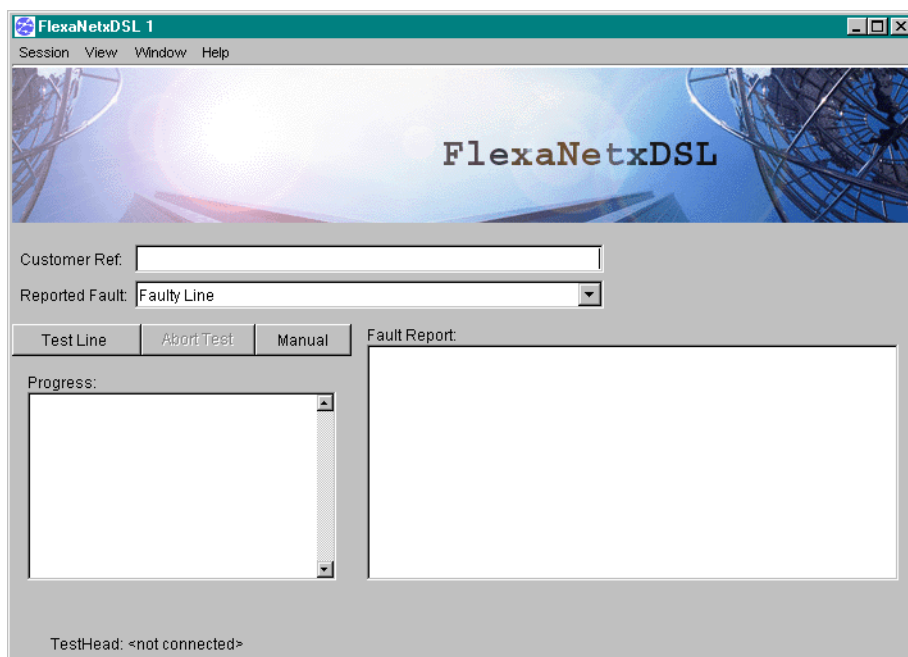 FlexaNetxDSL 1
Session View Window Help
FlexaNetxDSL
Customer Ref:
Reported Fault: Faulty Line
Test Line Abort Test Manual
Fault Report:
Progress:
TestHead: <not connected>